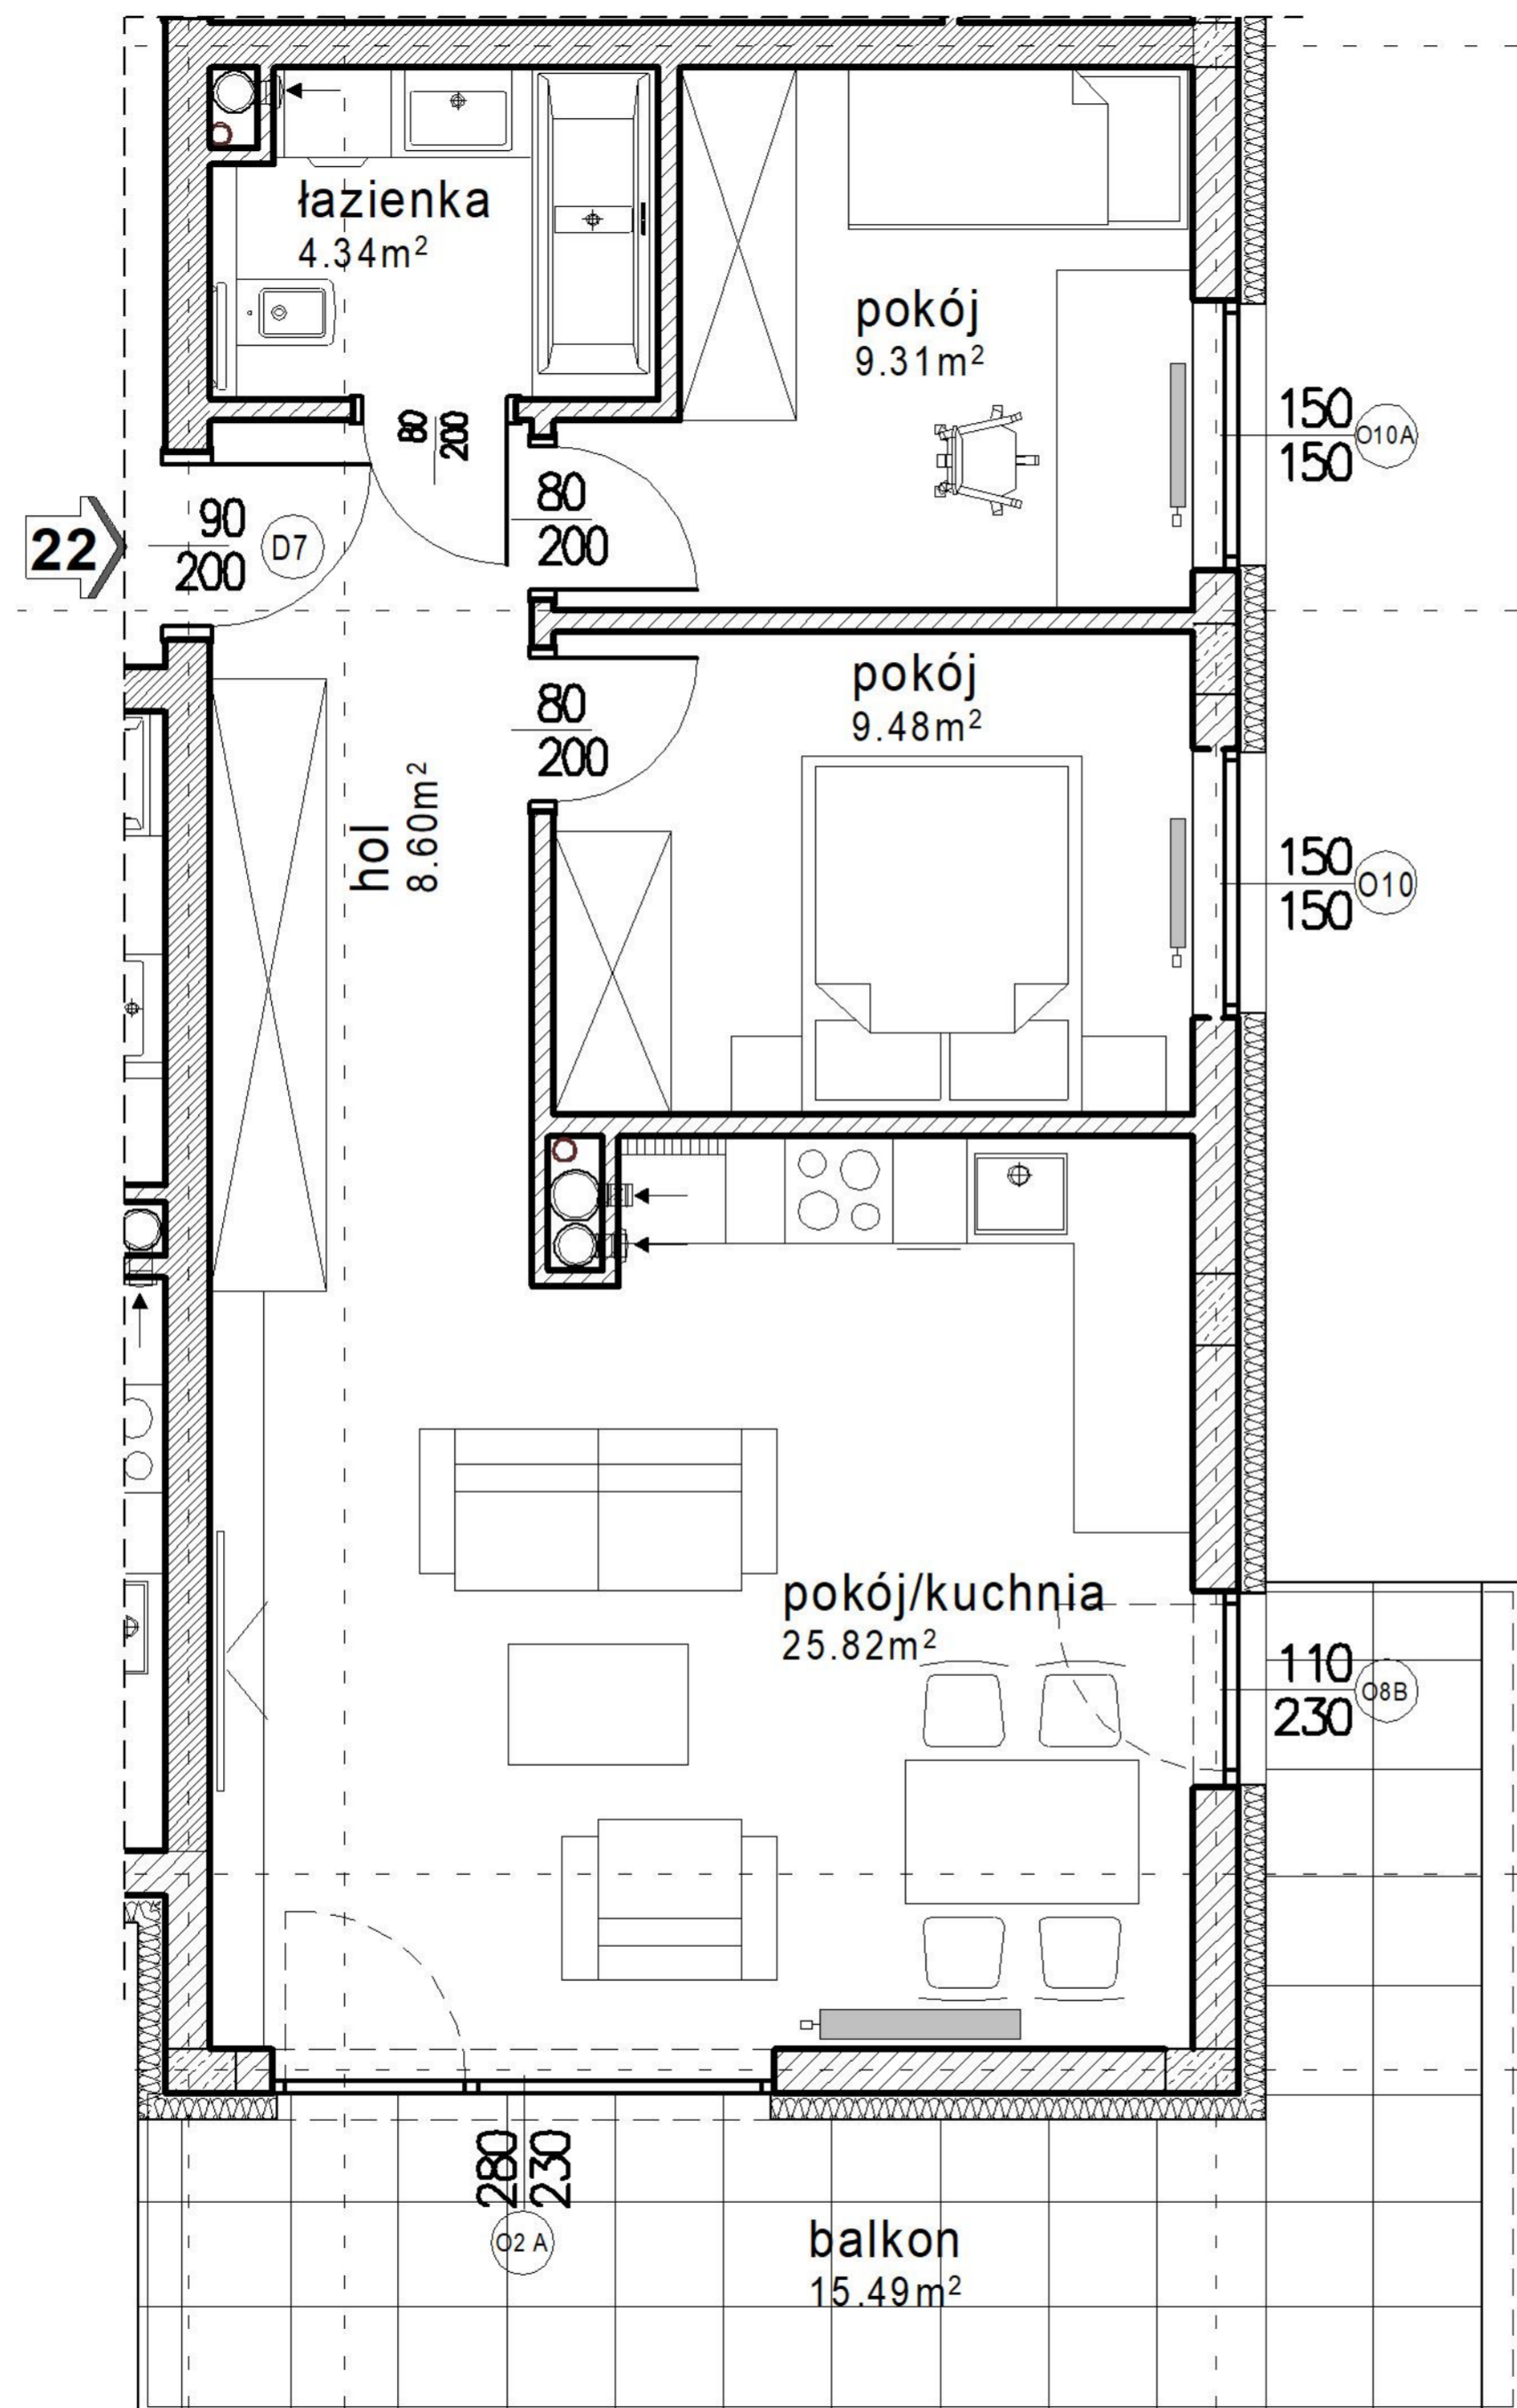 łazienka
4.34m²
pokój
9.31m²
150
150
O10A
80
200
80
200
22
90
200
D7
pokój
9.48m²
80
200
hol
8.60m²
150
150
O10
pokój/kuchnia
25.82m²
110
230
O8B
280
230
O2 A
balkon
15.49m²